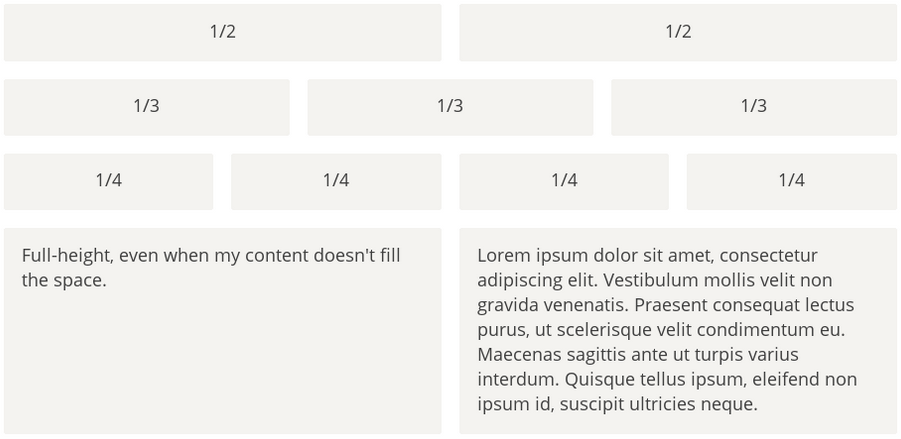 1/2 1/2
1/3 1/3 1/3
1/4 1/4 1/4 1/4
Full-height, even when my content doesn't fill
the space.
Lorem ipsum dolor sit amet, consectetur
adipiscing elit. Vestibulum mollis velit non
gravida venenatis. Praesent consequat lectus
purus, ut scelerisque velit condimentum eu.
Maecenas sagittis ante ut turpis varius
interdum. Quisque tellus ipsum, eleifend non
ipsum id, suscipit ultricies neque.